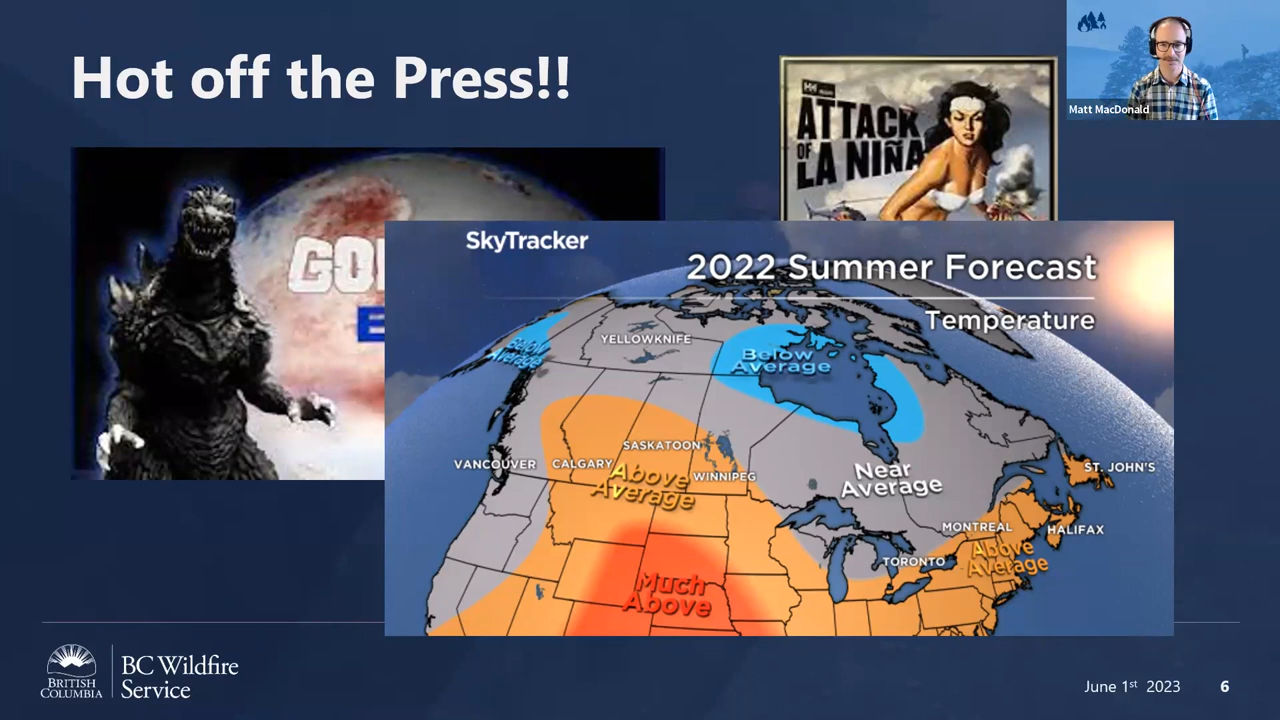 Hot off the Press!!
Matt MacDonald
ATTACK
OF
LA NIÑA
SkyTracker
2022 Summer Forecast
Temperature
YELLOWKNIFE
Below
Average
Below
Average
SASKATOON
VANCOUVER
CALGARY
Above
Average
WINNIPEG
Near
Average
ST. JOHN'S
MONTREAL
HALIFAX
TORONTO
Above
Average
Much
Above
BRITISH
COLUMBIA
BC Wildfire
Service
June 1st 2023
6